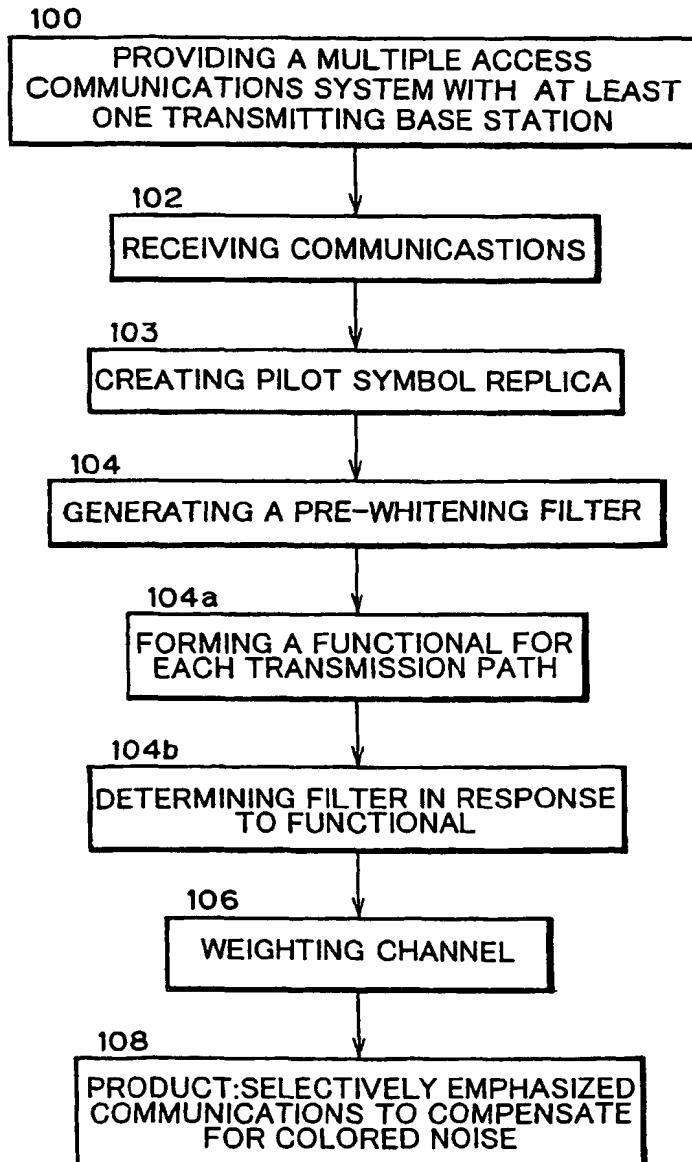 100
PROVIDING A MULTIPLE ACCESS
COMMUNICATIONS SYSTEM WITH AT LEAST
ONE TRANSMITTING BASE STATION
102
RECEIVING COMMUNICASTIONS
103
CREATING PILOT SYMBOL REPLICA
104
GENERATING A PRE-WHITENING FILTER
104a
FORMING A FUNCTIONAL FOR
EACH TRANSMISSION PATH
104b
DETERMINING FILTER IN RESPONSE
TO FUNCTIONAL
106
WEIGHTING CHANNEL
108
PRODUCT:SELECTIVELY EMPHASIZED
COMMUNICATIONS TO COMPENSATE
FOR COLORED NOISE